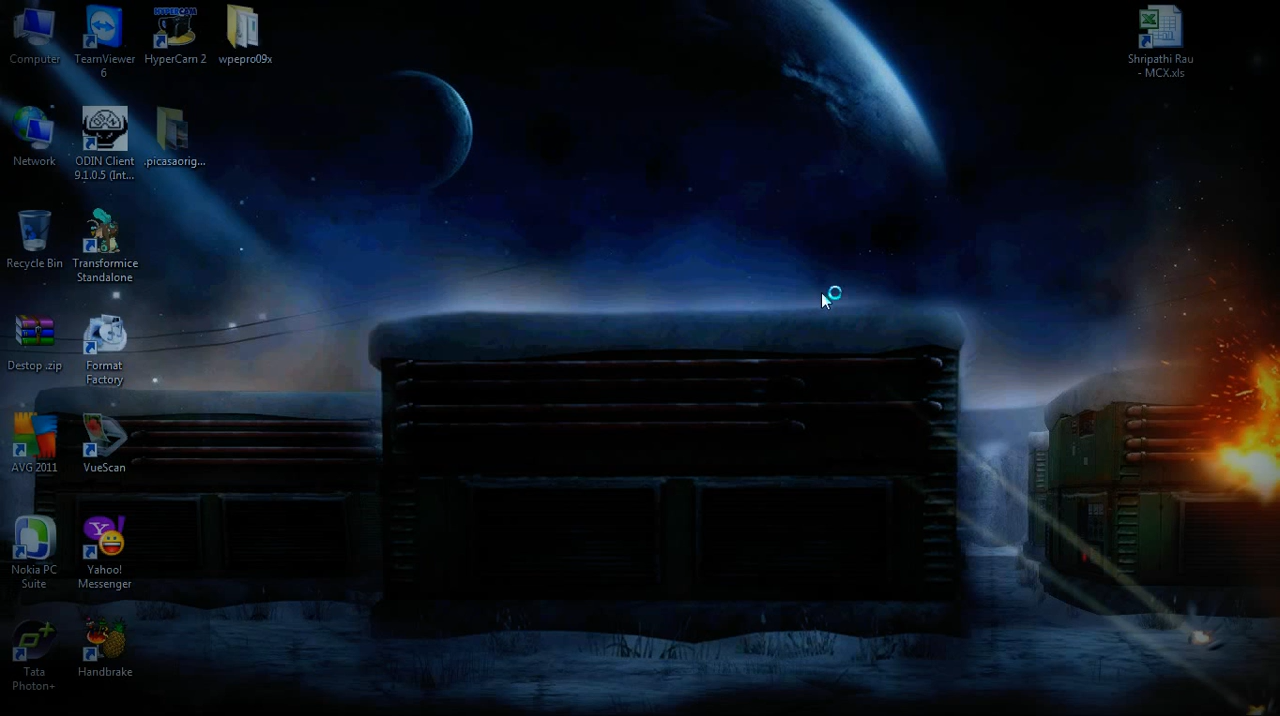 Computer
TeamViewer
6
HyperCam 2
wpepro09x
Shripathi Rau
- MCX.xls
Network
ODIN Client
9.1.0.5 (Int...
.picasaorig...
Recycle Bin
Transformice
Standalone
Destop .zip
Format
Factory
AVG 2011
VueScan
Nokia PC
Suite
Yahoo!
Messenger
Tata
Photon+
Handbrake